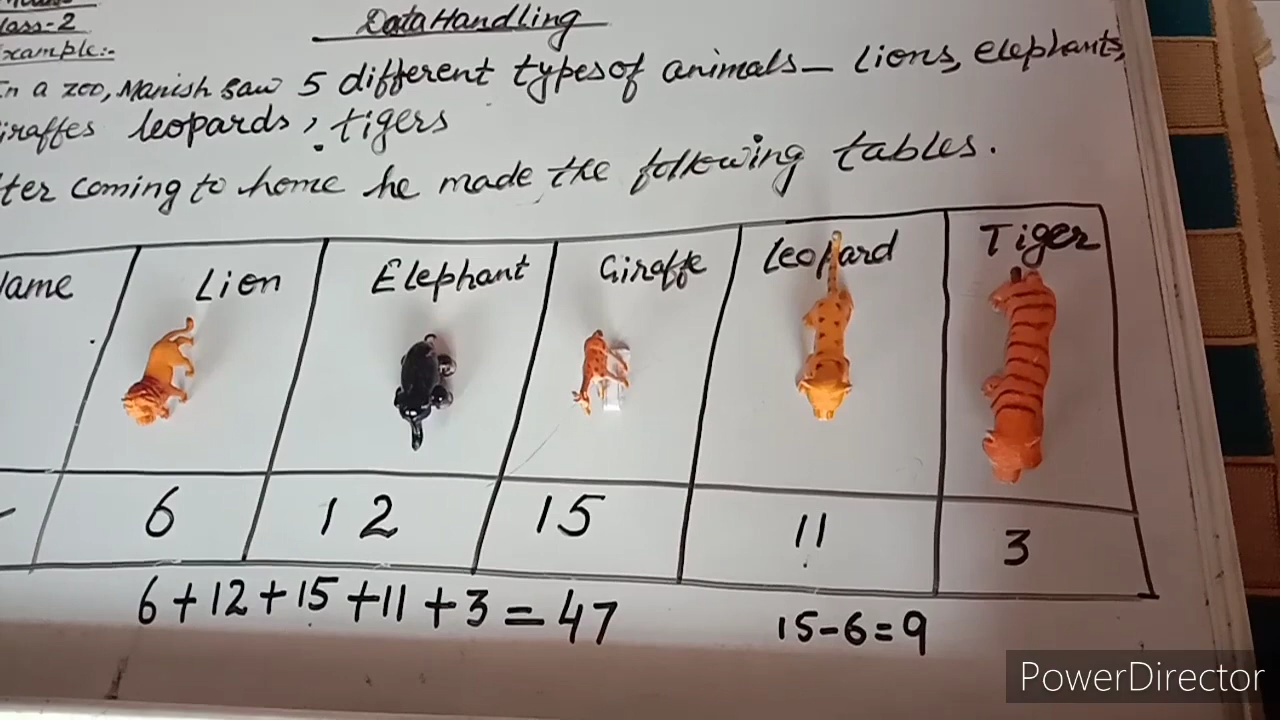 Data Handling
lass-2
xample:-
In a zoo, Manish saw 5 different types of animals- Lions, elephants,
iraffes leopards, tigers
ter coming to home he made the following tables.
ame Lion Elephant Giraffe Leopard Tiger
6 12 15 11 3
6+12+15+11+3=47 15-6=9
PowerDirector